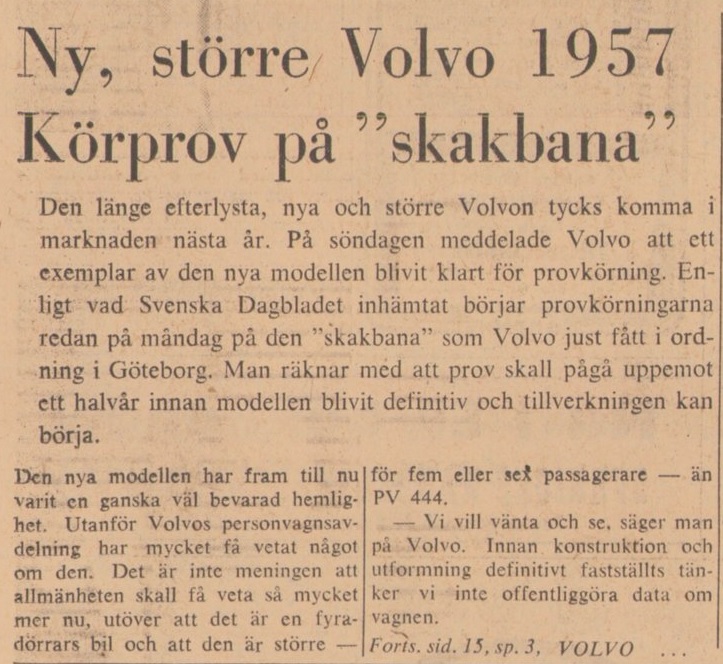 Ny, större Volvo 1957
Körprov på ”skakbana”
Den länge efterlysta, nya och större Volvon tycks komma i
marknaden nästa år. På söndagen meddelade Volvo att ett
exemplar av den nya modellen blivit klart för provkörning. En-
ligt vad Svenska Dagbladet inhämtat börjar provkörningarna
redan på måndag på den ”skakbana” som Volvo just fått i ord-
ning i Göteborg. Man räknar med att prov skall pågå uppemot
ett halvår innan modellen blivit definitiv och tillverkningen kan
börja.
Den nya modellen har fram till nu
varit en ganska väl bevarad hemlig-
het. Utanför Volvos personvagnsav-
delning har mycket få vetat något
om den. Det är inte meningen att
allmänheten skall få veta så mycket
mer nu, utöver att det är en fyra-
dörrars bil och att den är större —
för fem eller sex passagerare — än
PV 444.
— Vi vill vänta och se, säger man
på Volvo. Innan konstruktion och
utformning definitivt fastställts tän-
ker vi inte offentliggöra data om
vagnen.
Forts. sid. 15, sp. 3, VOLVO ...